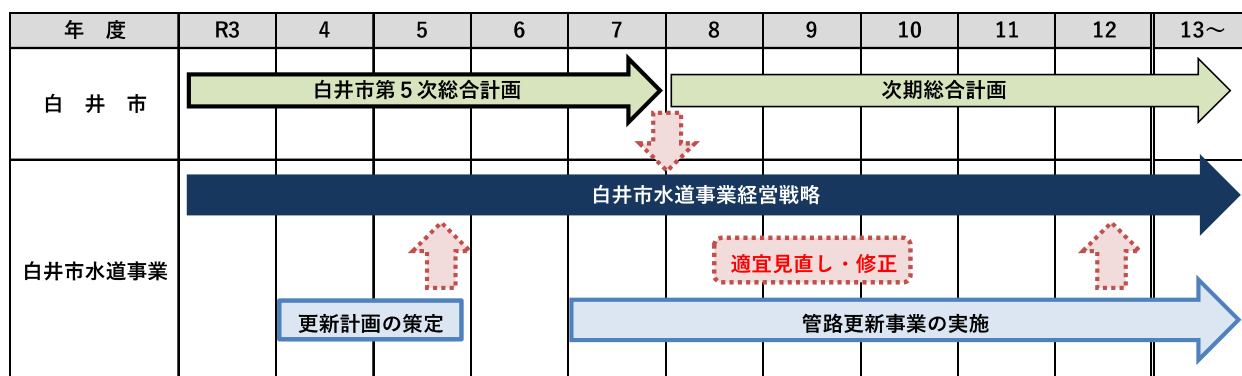 年 度 R3 4 5 6 7 8 9 10 11 12 13~
白 井 市
白井市第５次総合計画 次期総合計画
白井市水道事業経営戦略
白井市水道事業
適宜見直し・修正
更新計画の策定 管路更新事業の実施